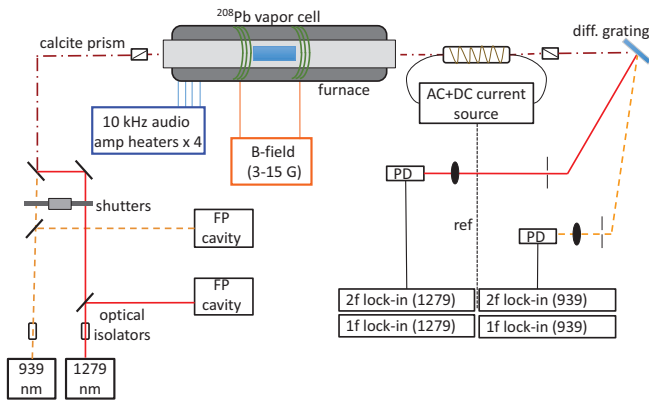 ²⁰⁸Pb vapor cell
calcite prism
diff. grating
furnace
10 kHz audio
amp heaters x 4
B-field
(3-15 G)
AC+DC current
source
PD
shutters
FP
cavity
ref
PD
FP
cavity
optical
isolators
2f lock-in (1279)
2f lock-in (939)
1f lock-in (1279)
1f lock-in (939)
939
nm
1279
nm